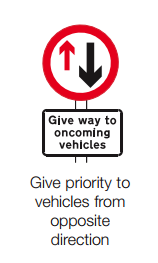 Give way to
oncoming
vehicles
Give priority to
vehicles from
opposite
direction